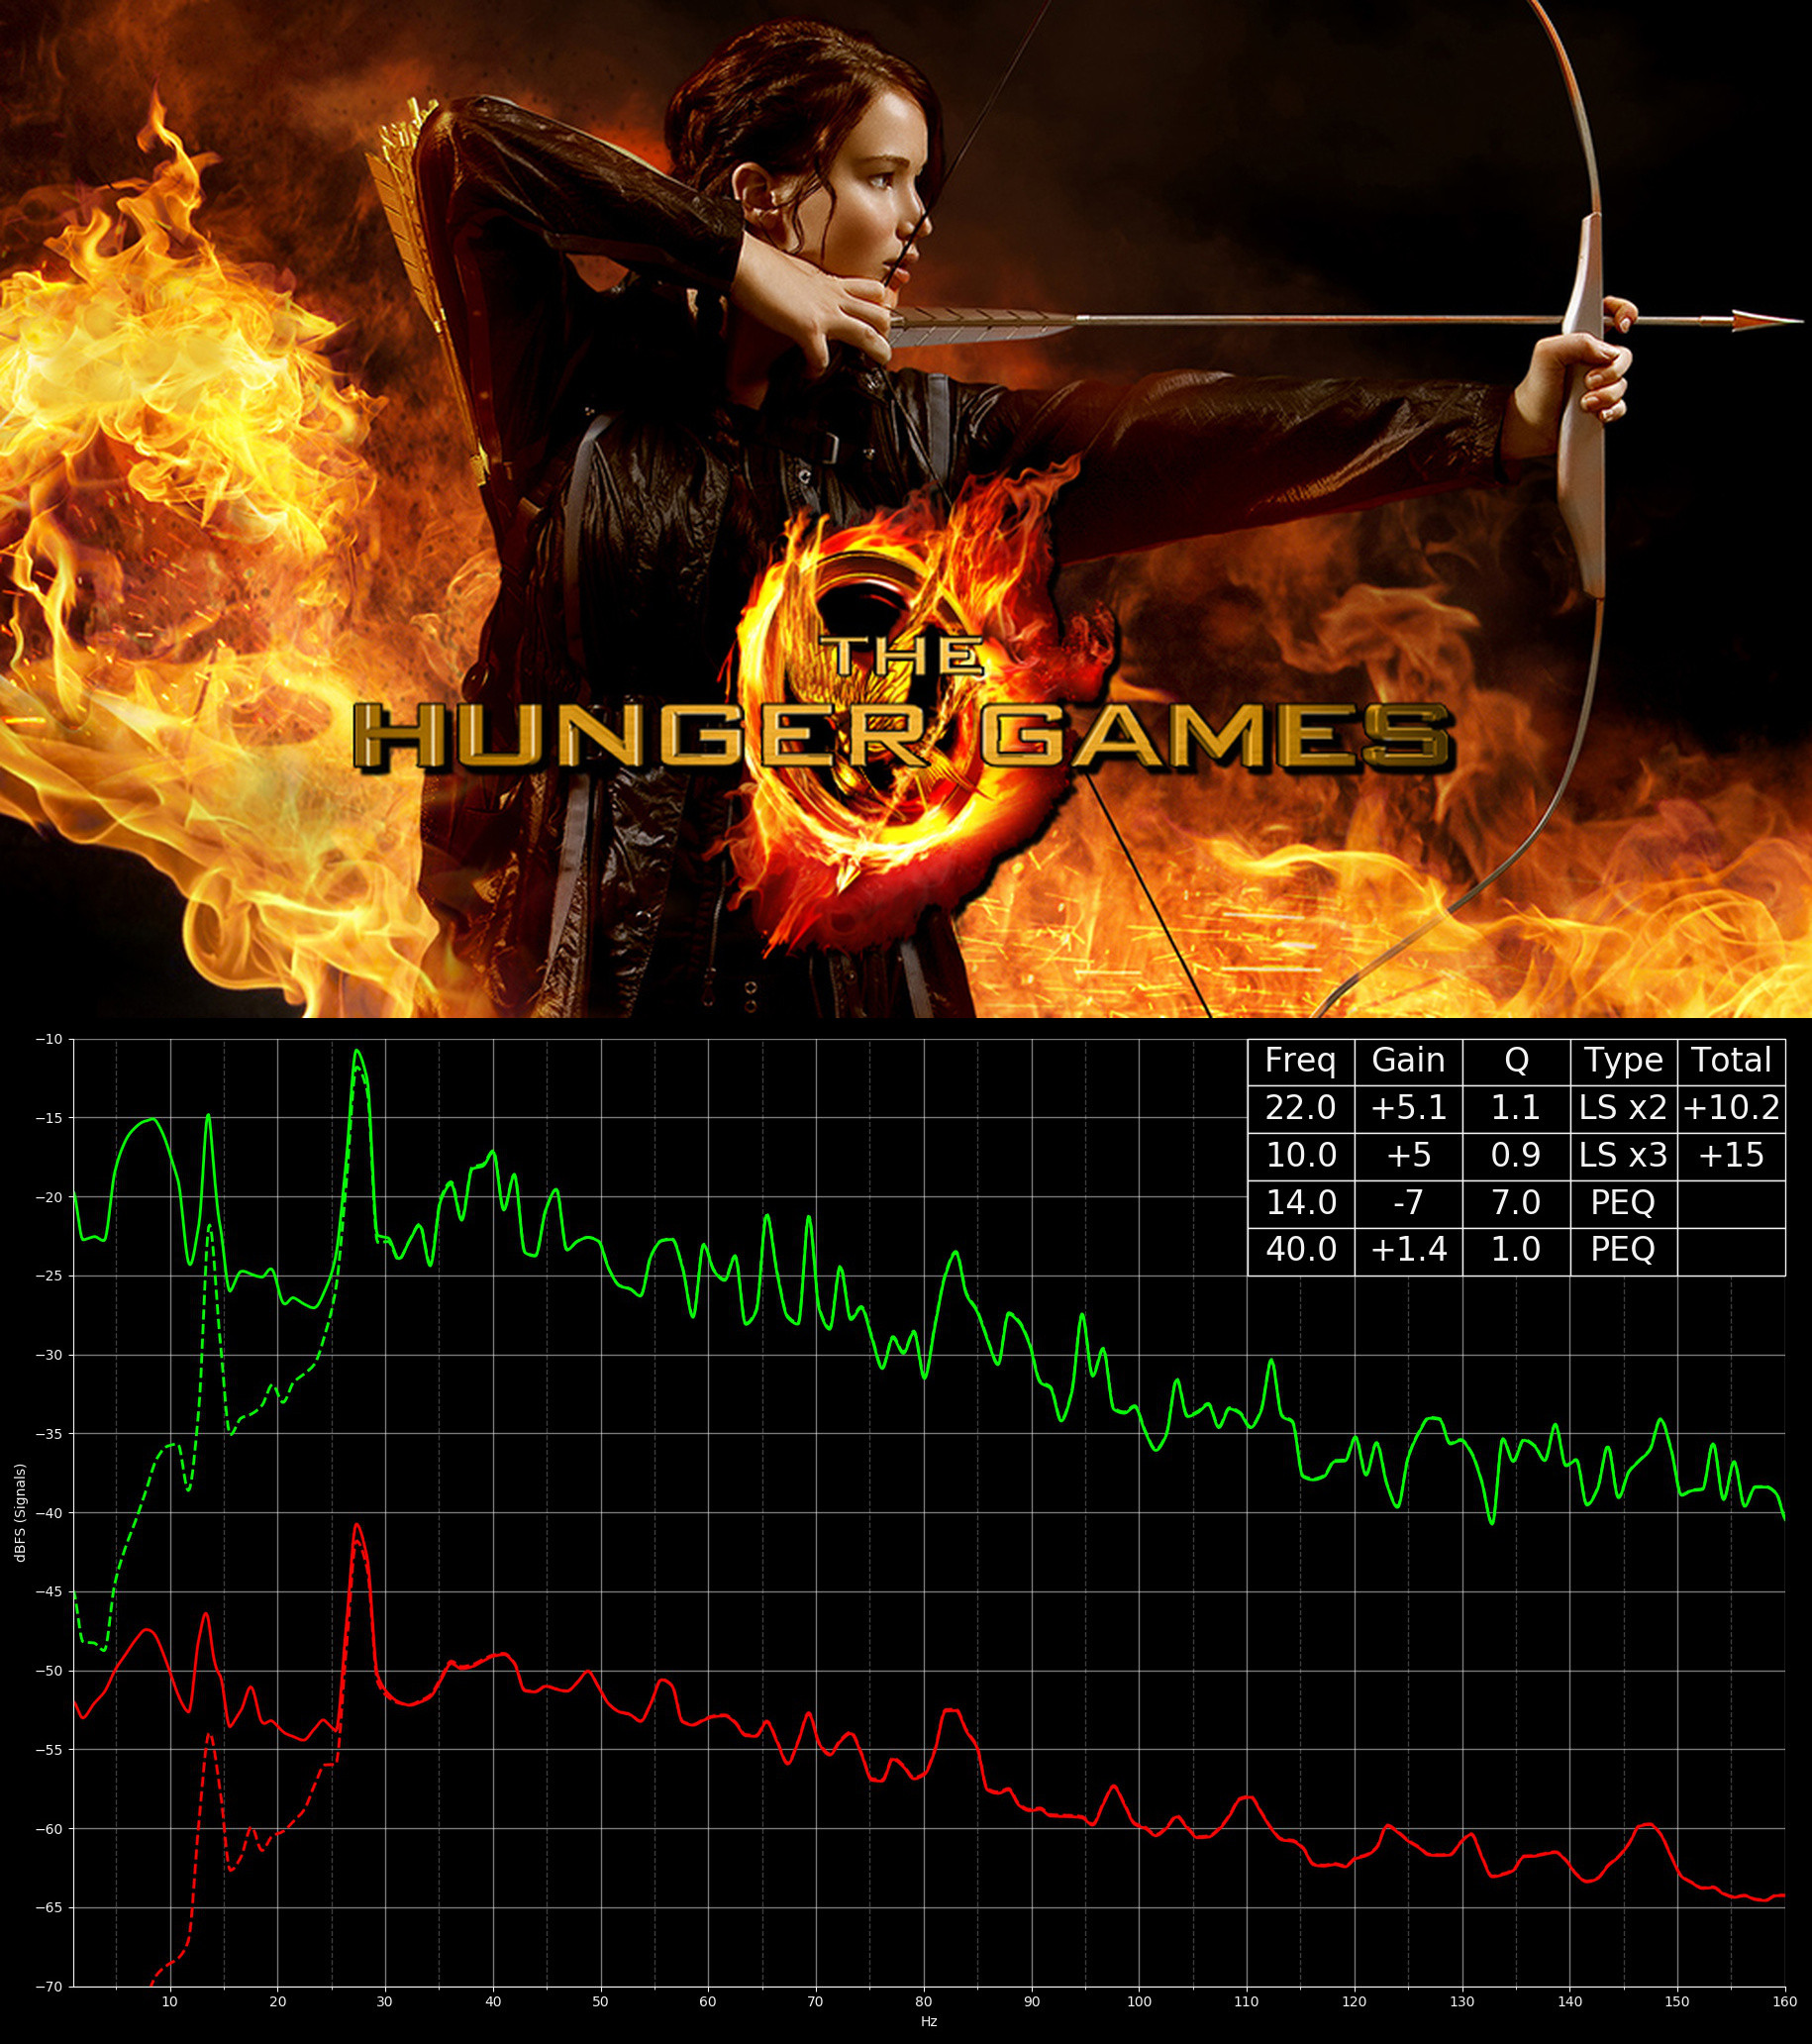 THE
HUNGER GAMES
Freq Gain Q Type Total
22.0 +5.1 1.1 LS x2 +10.2
10.0 +5 0.9 LS x3 +15
14.0 -7 7.0 PEQ
40.0 +1.4 1.0 PEQ
−10
−15
−20
−25
−30
−35
−40
−45
−50
−55
−60
−65
−70
dBFS (Signals)
10 20 30 40 50 60 70 80 90 100 110 120 130 140 150 160
Hz